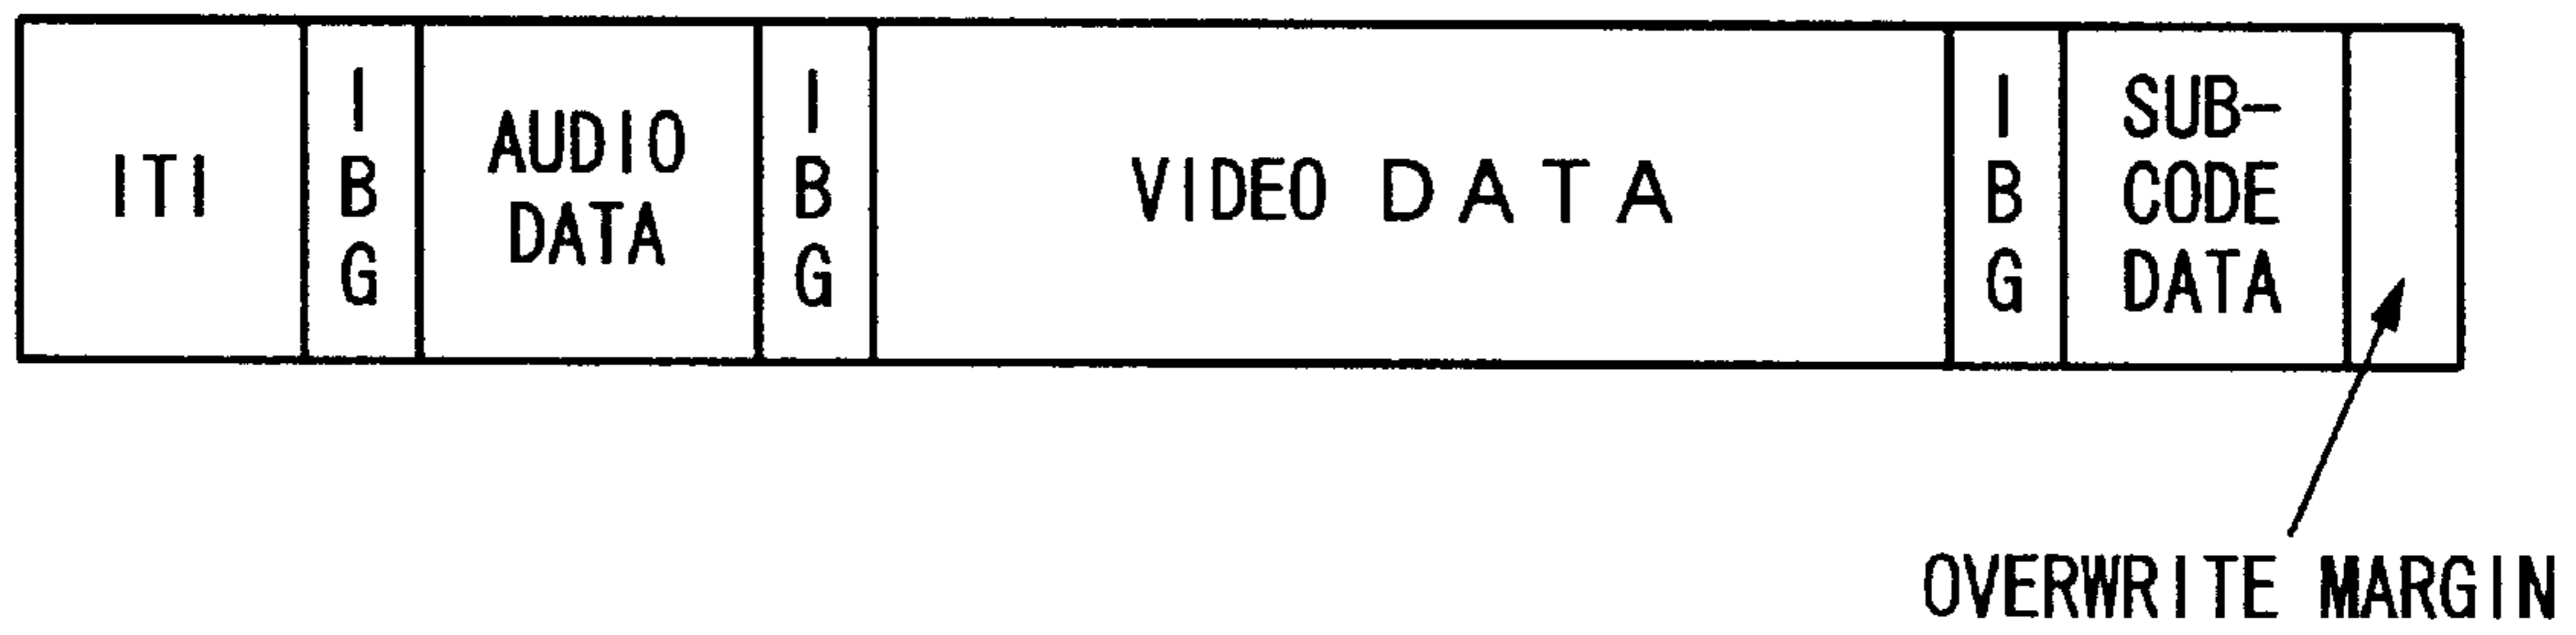 ITI
I
B
G
AUDIO
DATA
I
B
G
VIDEO DATA
I
B
G
SUB-
CODE
DATA
OVERWRITE MARGIN